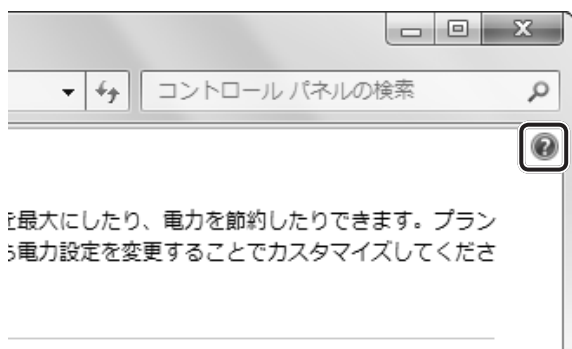 コントロール パネルの検索
を最大にしたり、電力を節約したりできます。プラン
ら電力設定を変更することでカスタマイズしてくださ